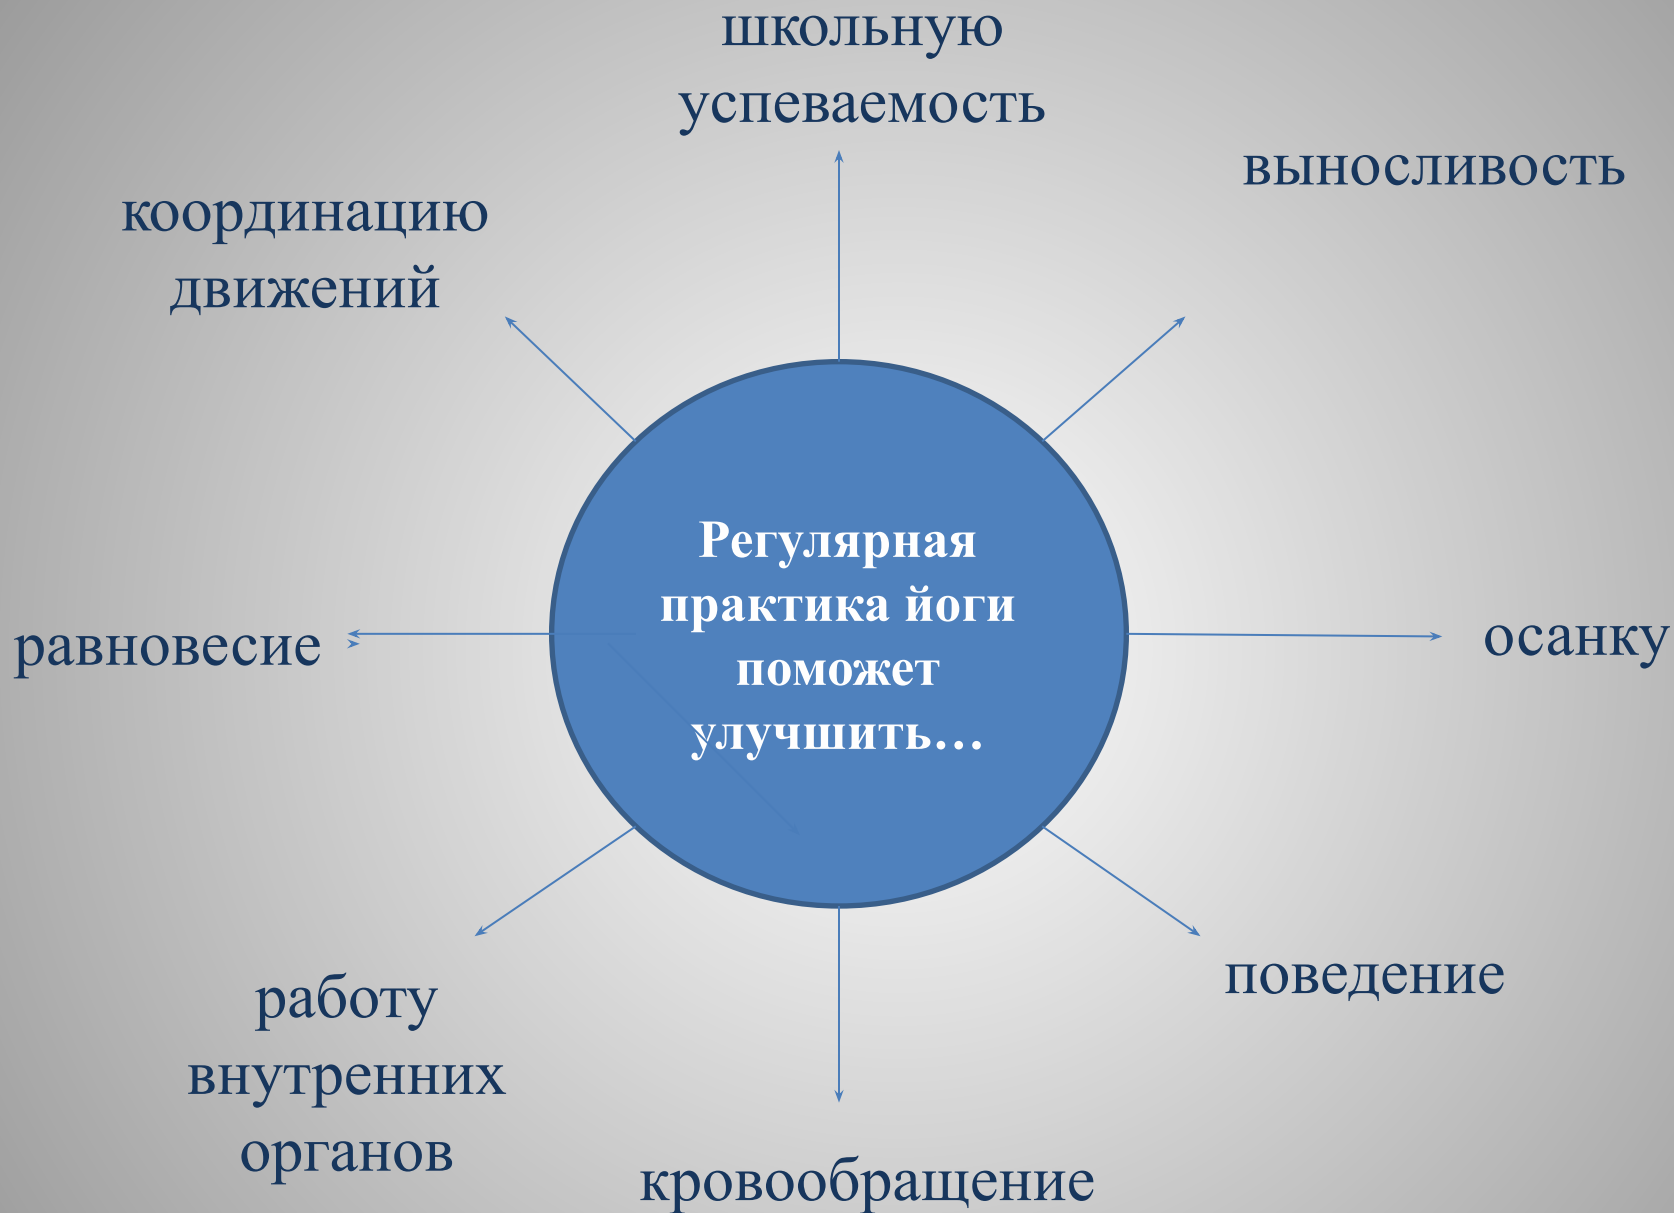 школьную
успеваемость
выносливость
координацию
движений
Регулярная
практика йоги
поможет
улучшить…
равновесие
осанку
поведение
работу
внутренних
органов
кровообращение